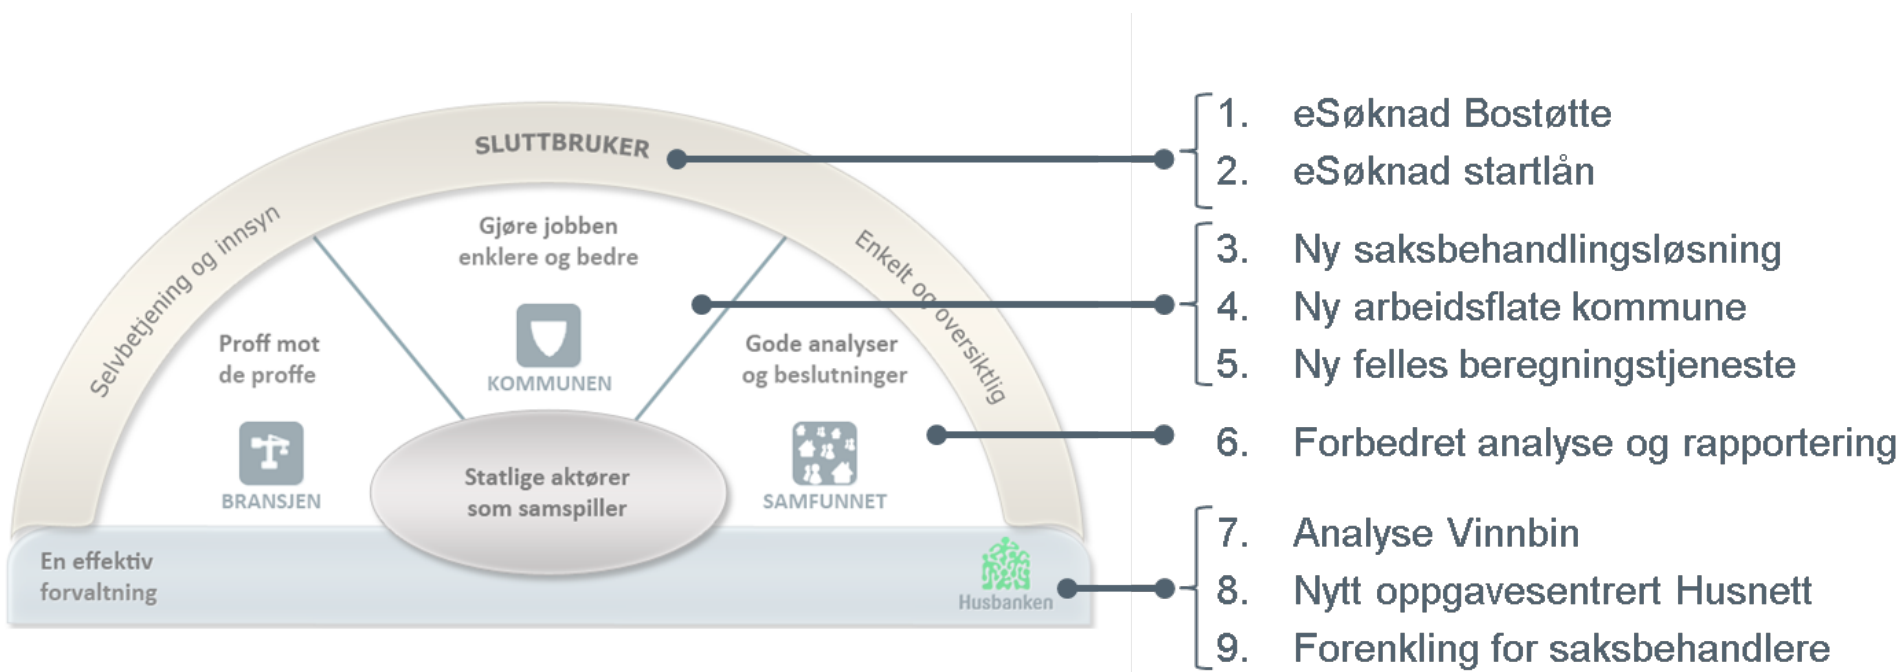 SLUTTBRUKER
Selvbetjening og innsyn
Enkelt og oversiktlig
Gjøre jobben
enklere og bedre
KOMMUNEN
Proff mot
de proffe
BRANSJEN
Gode analyser
og beslutninger
SAMFUNNET
Statlige aktører
som samspiller
En effektiv
forvaltning
Husbanken
1. eSøknad Bostøtte
2. eSøknad startlån
3. Ny saksbehandlingsløsning
4. Ny arbeidsflate kommune
5. Ny felles beregningstjeneste
6. Forbedret analyse og rapportering
7. Analyse Vinnbin
8. Nytt oppgavesentrert Husnett
9. Forenkling for saksbehandlere